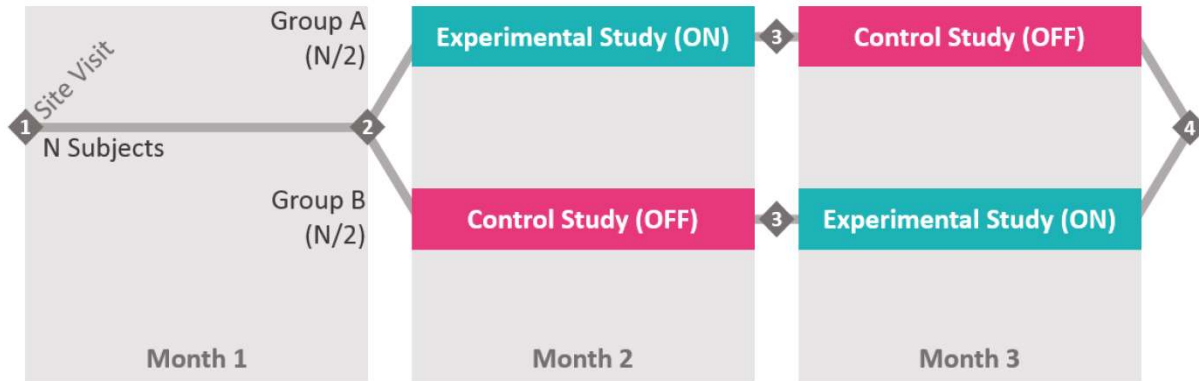 Group A
(N/2)
Experimental Study (ON)
3
Control Study (OFF)
Site Visit
1
2
4
N Subjects
Group B
(N/2)
Control Study (OFF)
3
Experimental Study (ON)
Month 1
Month 2
Month 3